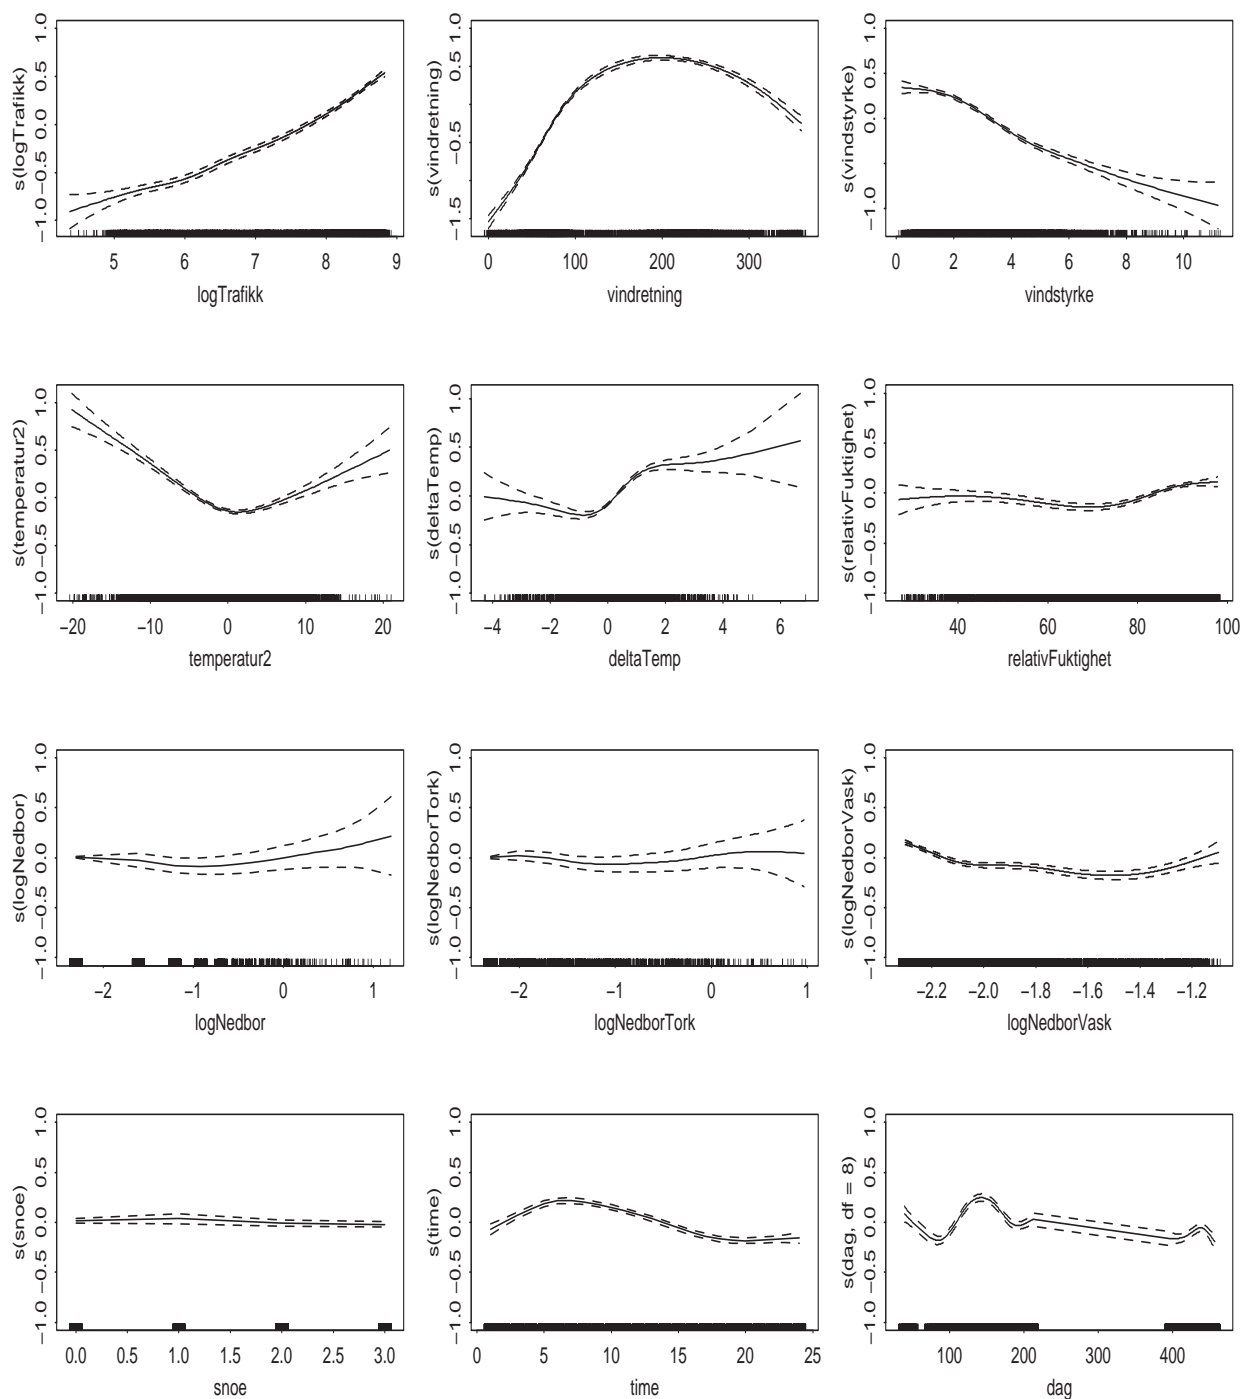 s(logTrafikk)
−1.0 −0.5 0.0 0.5 1.0
5 6 7 8 9
logTrafikk
s(vindretning)
−1.5 −0.5 0.5 1.0
0 100 200 300
vindretning
s(vindstyrke)
−1.0 0.0 0.5 1.0
0 2 4 6 8 10
vindstyrke
s(temperatur2)
−1.0 −0.5 0.0 0.5 1.0
−20 −10 0 10 20
temperatur2
s(deltaTemp)
−1.0 −0.5 0.0 0.5 1.0
−4 −2 0 2 4 6
deltaTemp
s(relativFuktighet)
−1.0 −0.5 0.0 0.5 1.0
40 60 80 100
relativFuktighet
s(logNedbor)
−1.0 −0.5 0.0 0.5 1.0
−2 −1 0 1
logNedbor
s(logNedborTork)
−1.0 −0.5 0.0 0.5 1.0
−2 −1 0 1
logNedborTork
s(logNedborVask)
−1.0 −0.5 0.0 0.5 1.0
−2.2 −2.0 −1.8 −1.6 −1.4 −1.2
logNedborVask
s(snoe)
−1.0 −0.5 0.0 0.5 1.0
0.0 0.5 1.0 1.5 2.0 2.5 3.0
snoe
s(time)
−1.0 −0.5 0.0 0.5 1.0
0 5 10 15 20 25
time
s(dag, df = 8)
−1.0 −0.5 0.0 0.5 1.0
100 200 300 400
dag